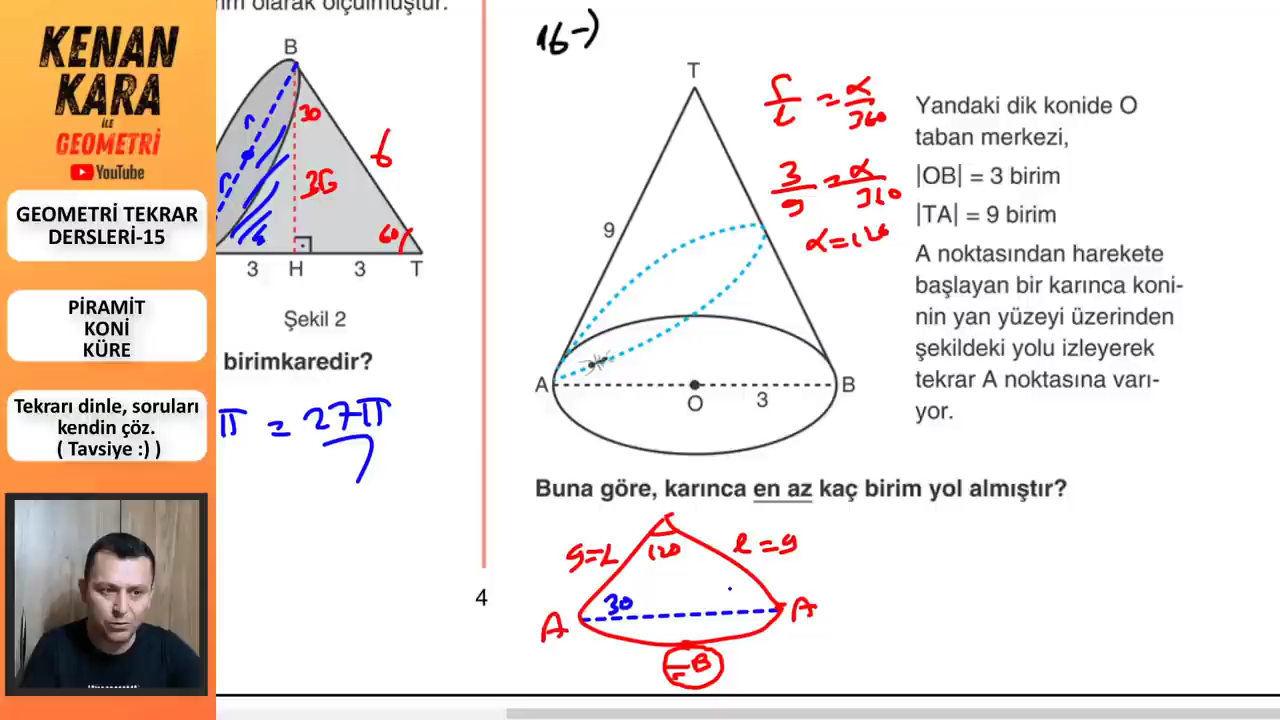 KENAN
KARA
İLE
GEOMETRİ
YouTube
GEOMETRİ TEKRAR
DERSLERİ-15
PİRAMİT
KONİ
KÜRE
Tekrarı dinle, soruları
kendin çöz.
( Tavsiye :) )
rim olarak ölçülmüştür.
B
30
r
r
6
60
3
H
3
T
Şekil 2
birimkaredir?
π = 27π
4
16-)
T
9
A
O
3
B
r/L = α/360
3/9 = α/360
α = 120
Yandaki dik konide O
taban merkezi,
|OB| = 3 birim
|TA| = 9 birim
A noktasından harekete
başlayan bir karınca koni-
nin yan yüzeyi üzerinden
şekildeki yolu izleyerek
tekrar A noktasına varı-
yor.
Buna göre, karınca en az kaç birim yol almıştır?
9=L
120
l=9
30
A
A
B